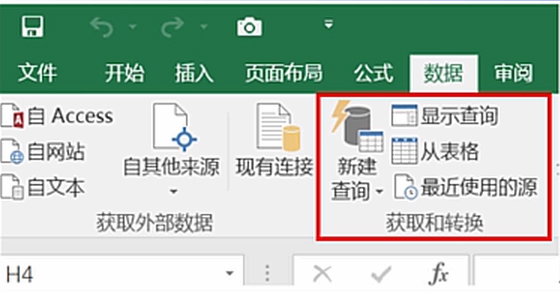 文件 开始 插入 页面布局 公式 数据 审阅
自 Access
自网站
自文本
自其他来源
现有连接
获取外部数据
新建
查询
显示查询
从表格
最近使用的源
获取和转换
H4
fx